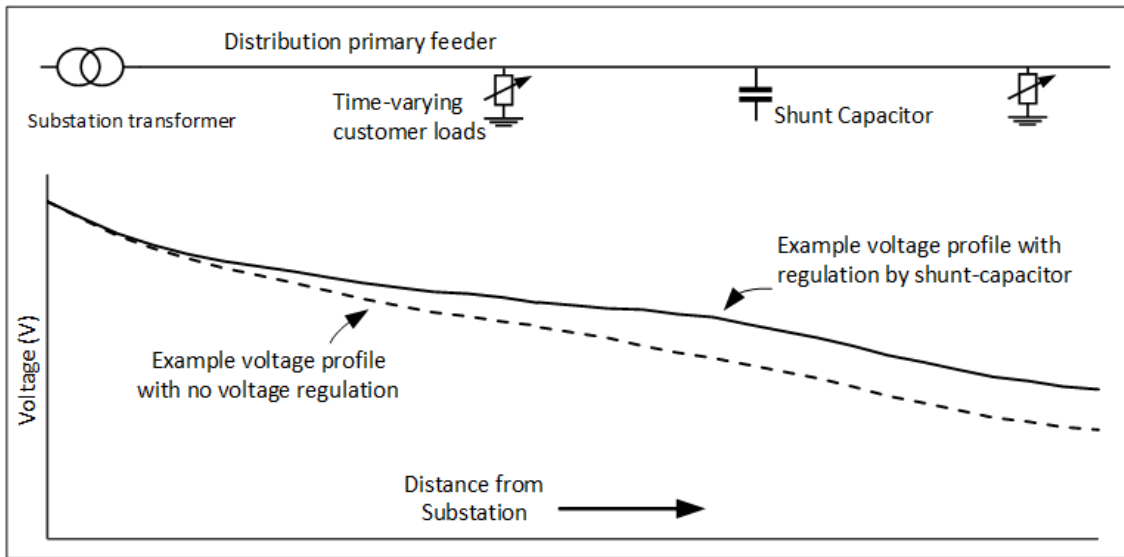 Distribution primary feeder
Substation transformer
Time-varying
customer loads
Shunt Capacitor
Example voltage profile with
regulation by shunt-capacitor
Example voltage profile
with no voltage regulation
Voltage (V)
Distance from
Substation